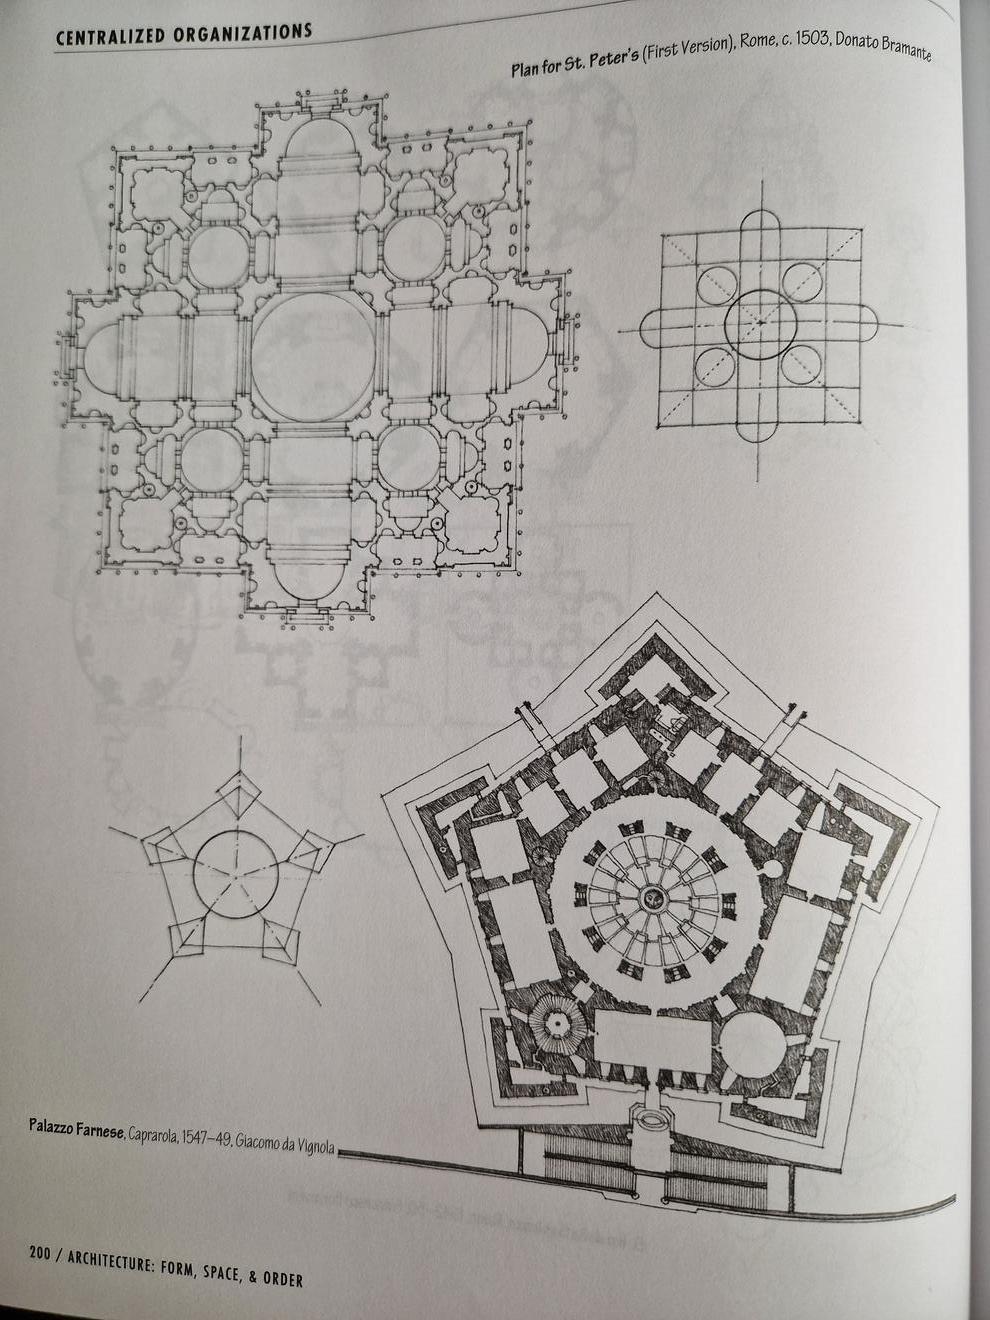 CENTRALIZED ORGANIZATIONS
Plan for St. Peter's (First Version), Rome, c. 1503, Donato Bramante
Palazzo Farnese, Caprarola, 1547–49, Giacomo da Vignola
200 / ARCHITECTURE: FORM, SPACE, & ORDER